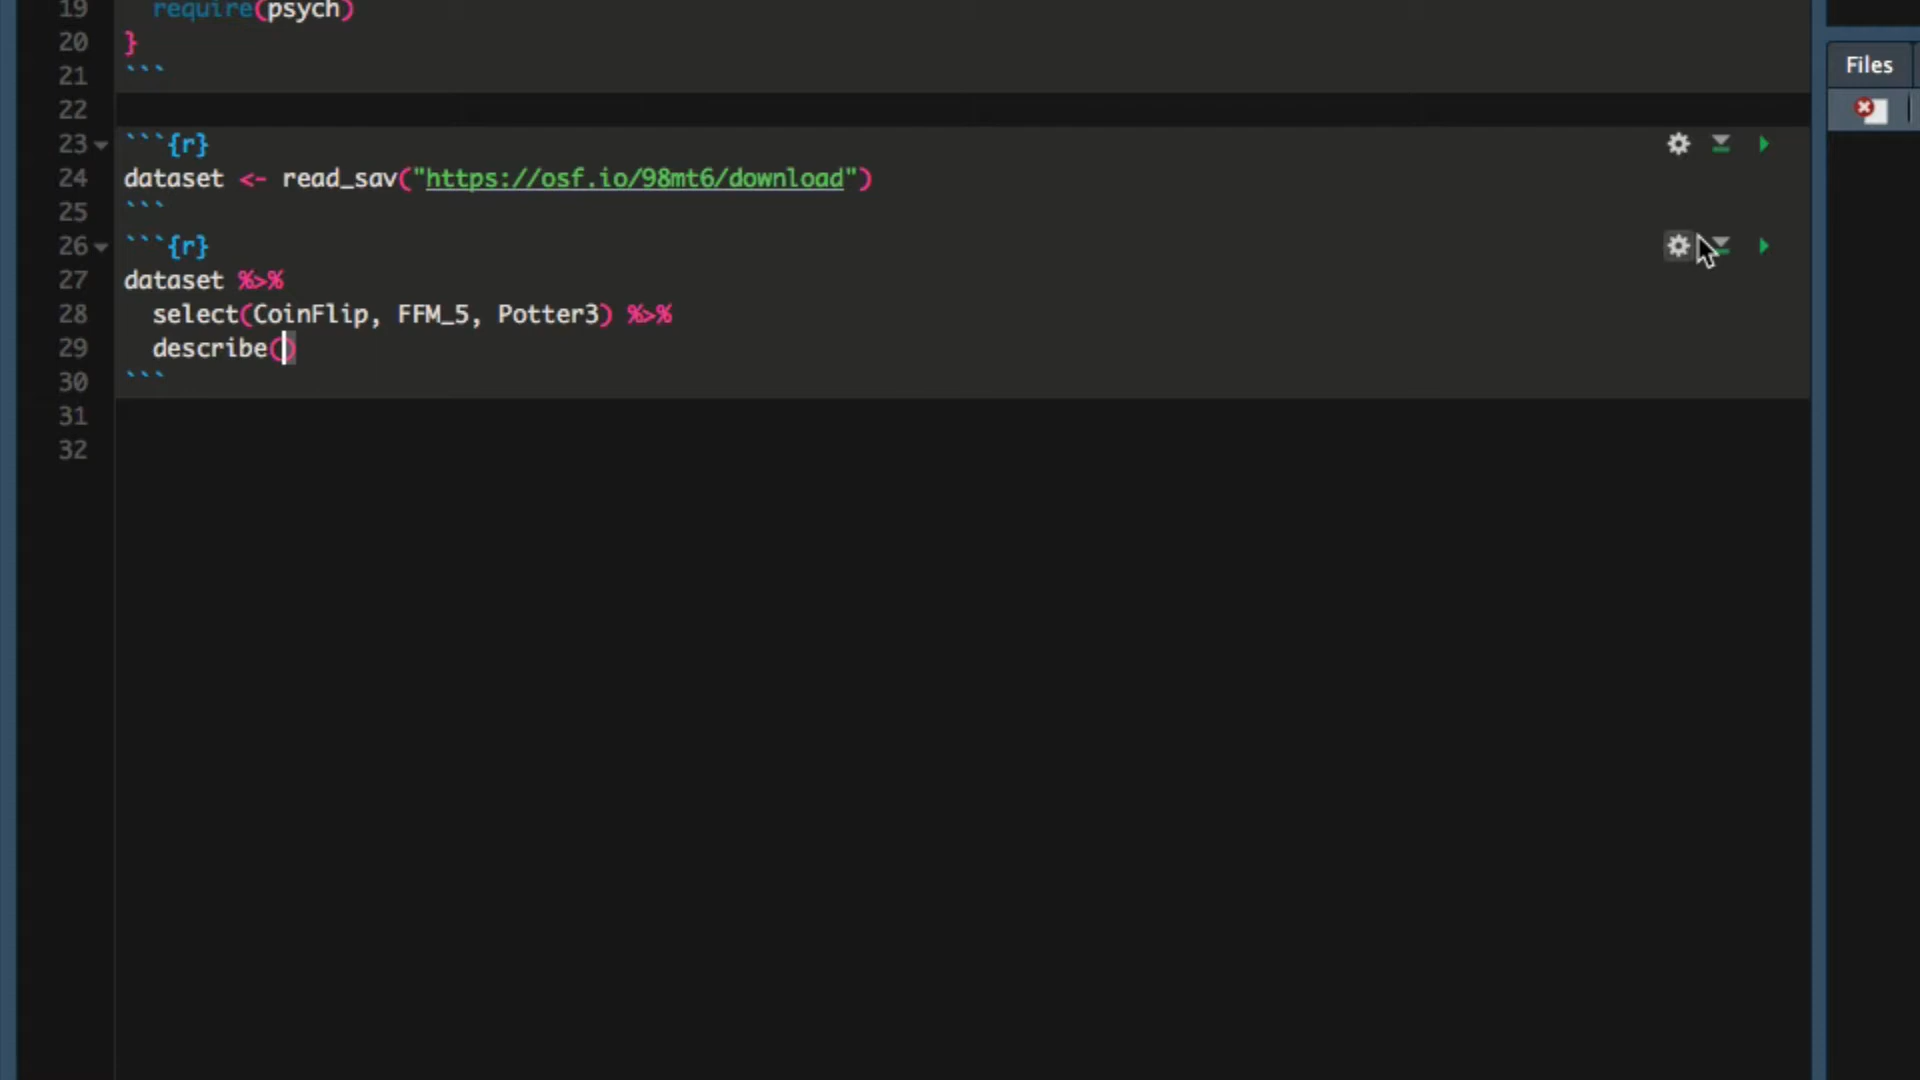 19   require(psych)
20 }
21 ```
22
23 ```{r}
24 dataset <- read_sav("https://osf.io/98mt6/download")
25 ```
26 ```{r}
27 dataset %>%
28   select(CoinFlip, FFM_5, Potter3) %>%
29   describe()
30 ```
31
32
Files